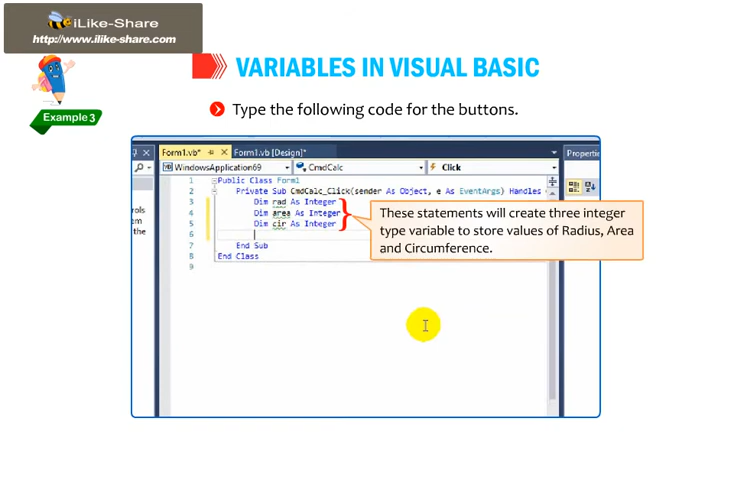 iLike-Share
http://www.ilike-share.com
VARIABLES IN VISUAL BASIC
Example 3
Type the following code for the buttons.
Form1.vb* Form1.vb [Design]* Properties
WindowsApplication69 CmdCalc Click
1 Public Class Form1
2 Private Sub CmdCalc_Click(sender As Object, e As EventArgs) Handles
3 Dim rad As Integer
4 Dim area As Integer
5 Dim cir As Integer
6
7 End Sub
8 End Class
9
These statements will create three integer
type variable to store values of Radius, Area
and Circumference.
the